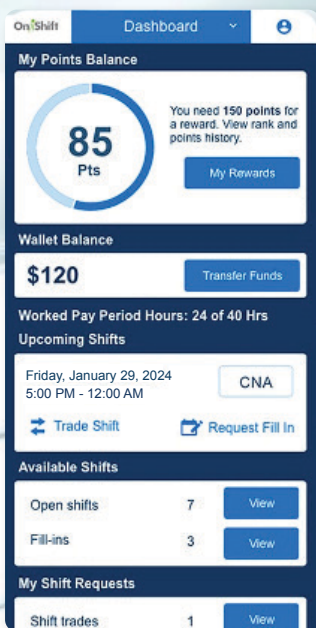 OnShift
Dashboard
My Points Balance
85
Pts
You need 150 points for
a reward. View rank and
points history.
My Rewards
Wallet Balance
$120
Transfer Funds
Worked Pay Period Hours: 24 of 40 Hrs
Upcoming Shifts
Friday, January 29, 2024
5:00 PM - 12:00 AM
CNA
Trade Shift
Request Fill In
Available Shifts
Open shifts 7 View
Fill-ins 3 View
My Shift Requests
Shift trades 1 View